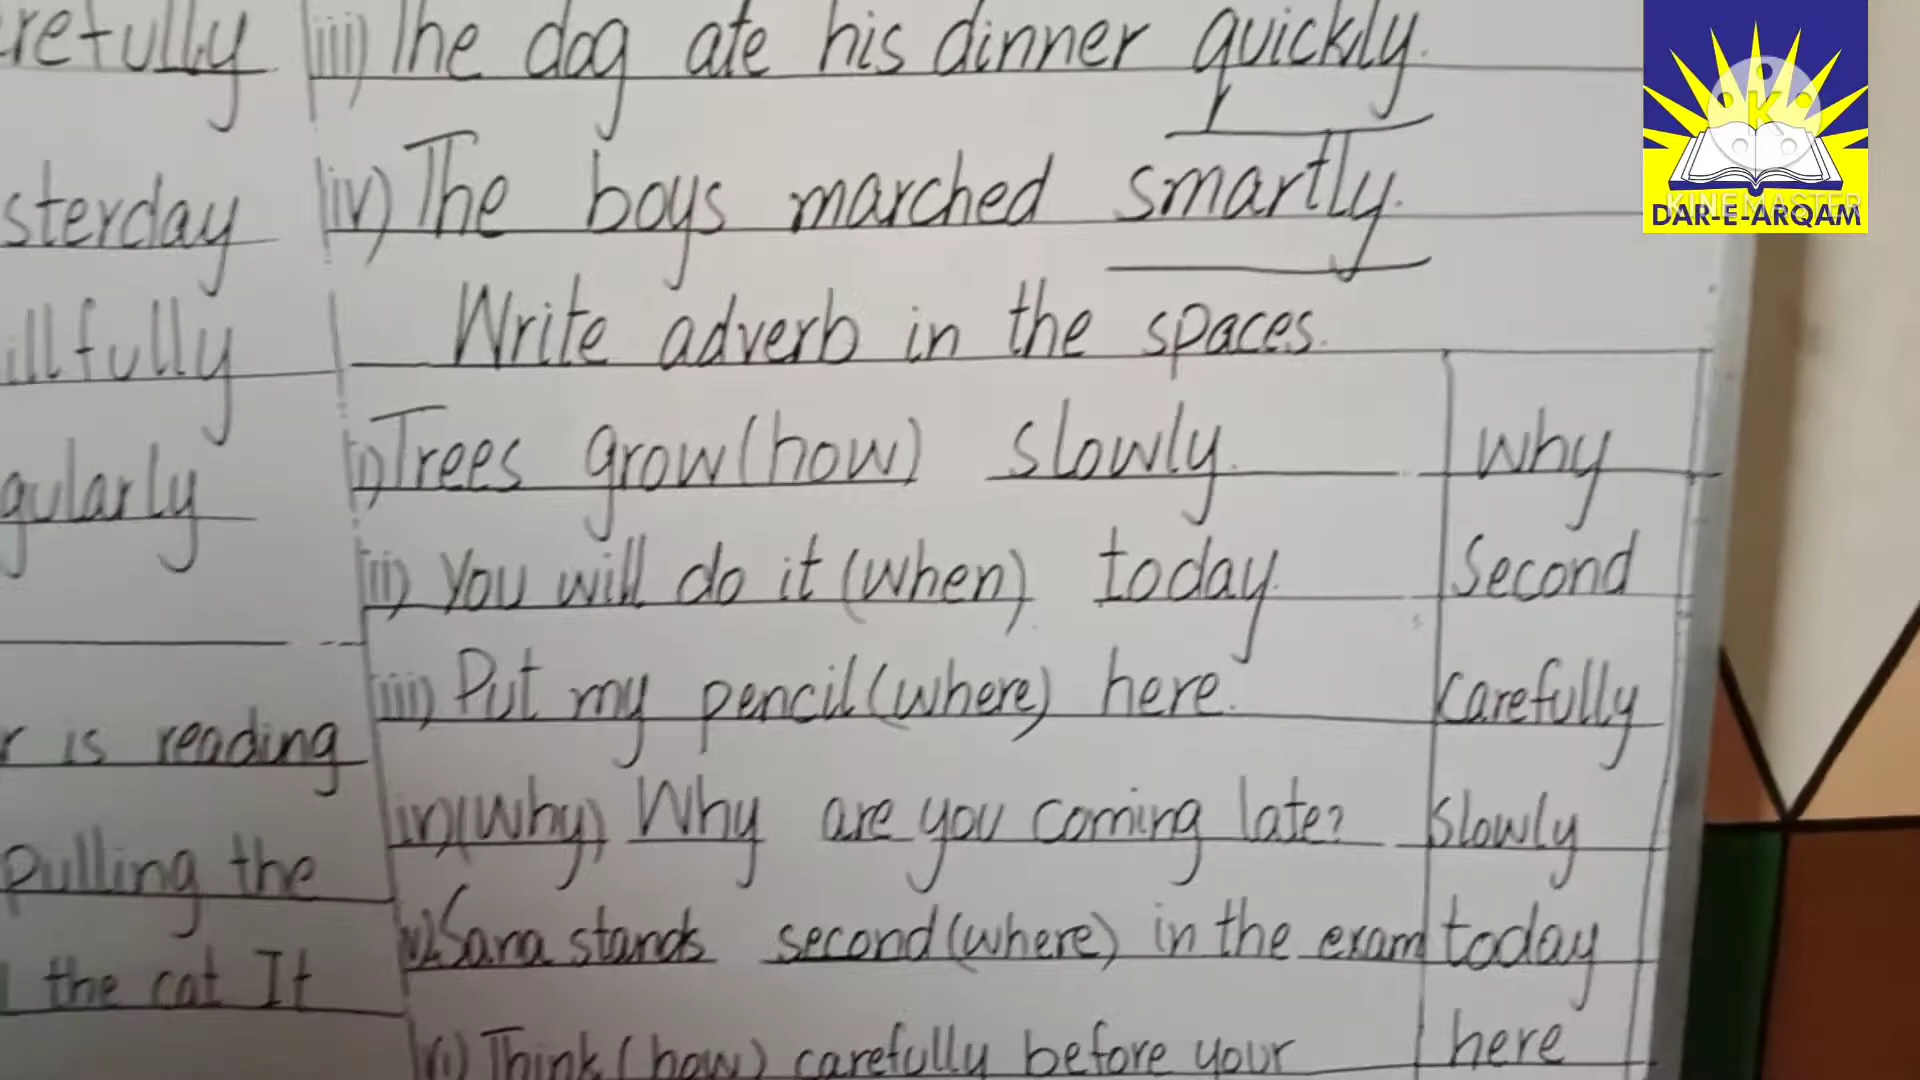 refully
sterday
illfully
gularly
r is reading
pulling the
the cat It
iii) The dog ate his dinner quickly.
iv) The boys marched smartly.
Write adverb in the spaces.
i) Trees grow (how) slowly.
ii) You will do it (when) today.
iii) Put my pencil (where) here.
iv) (Why) Why are you coming late?
v) Sara stands second (where) in the exam
vi) Think (how) carefully before your
why
Second
Carefully
Slowly
today
here
K
KINEMASTER
DAR-E-ARQAM